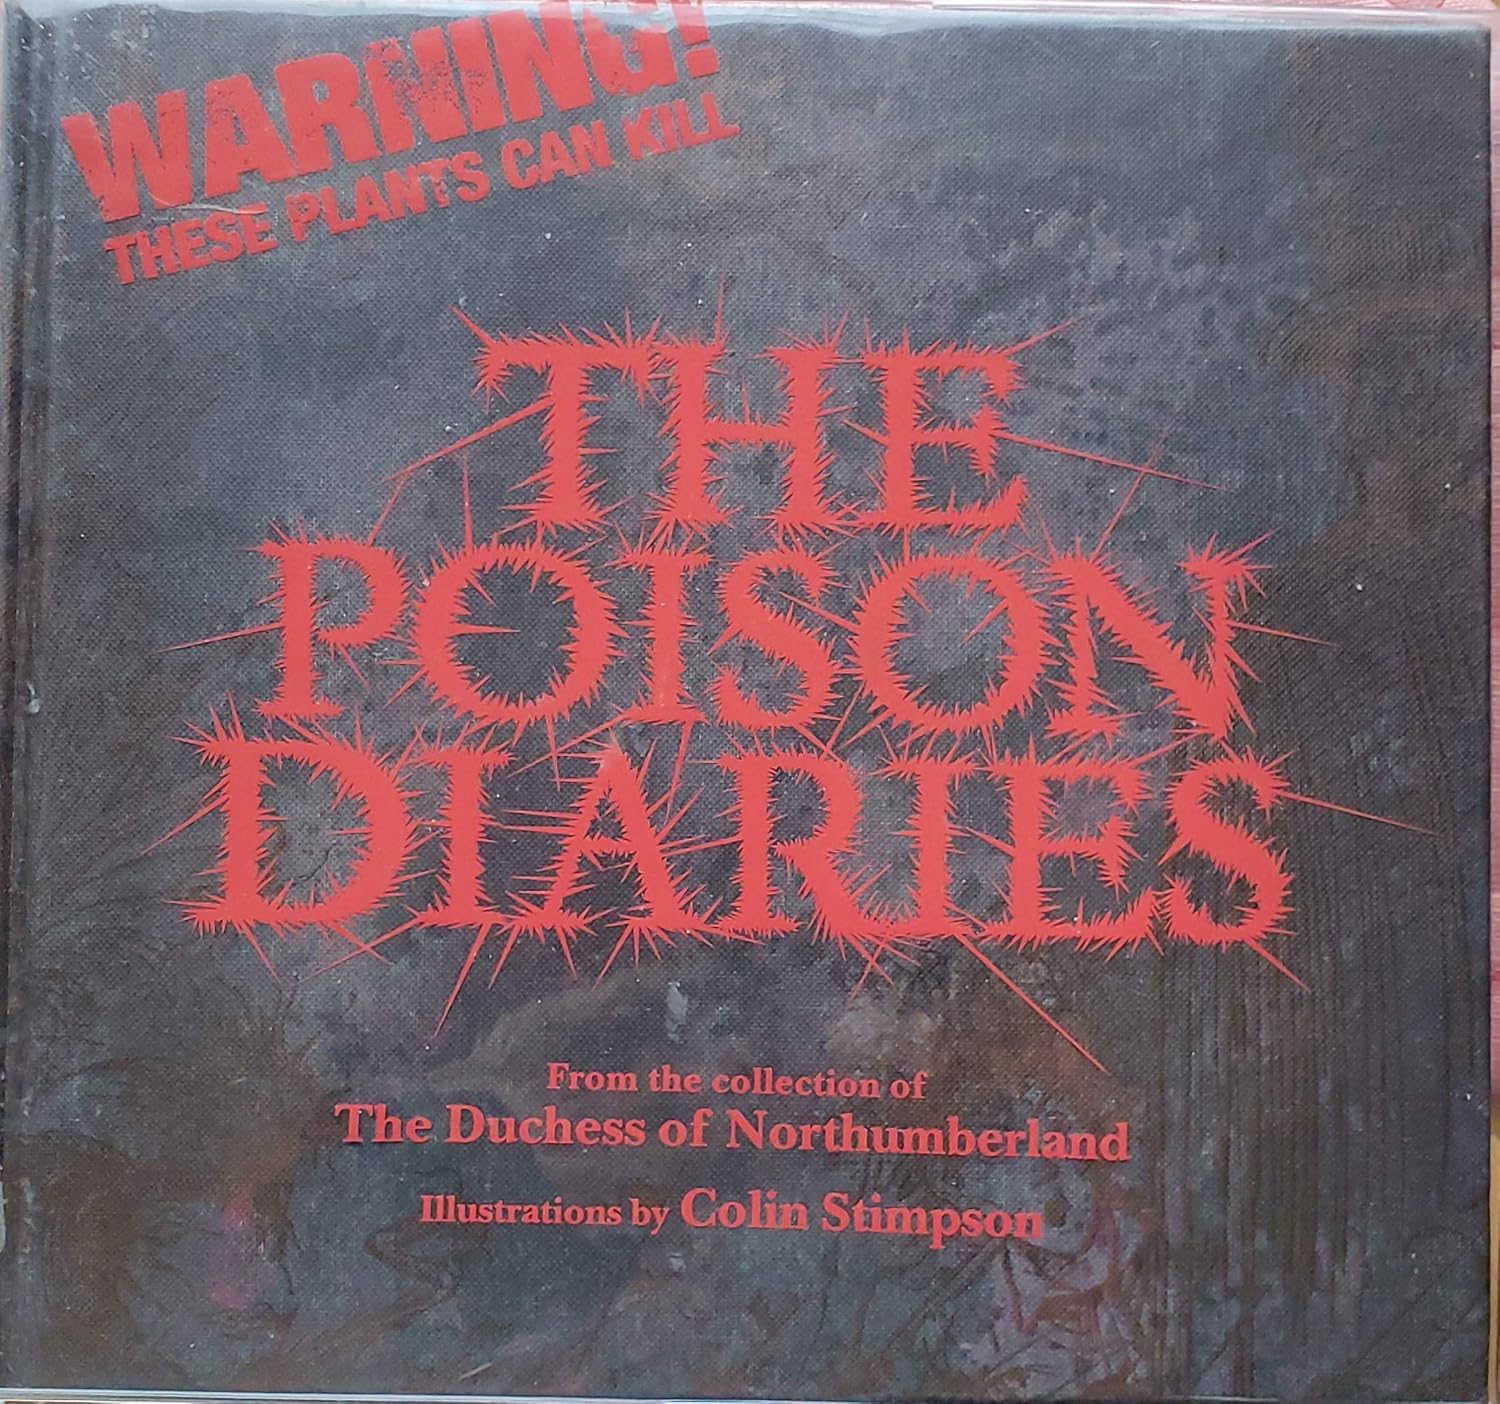 WARNING!
THESE PLANTS CAN KILL
THE
POISON
DIARIES
From the collection of
The Duchess of Northumberland
Illustrations by Colin Stimpson